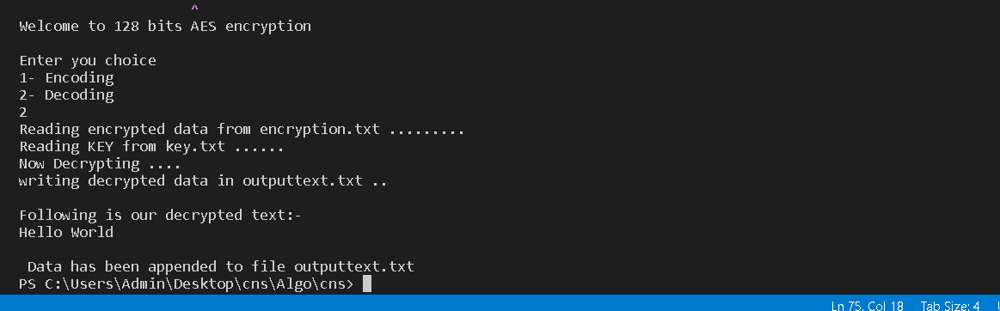 ^
Welcome to 128 bits AES encryption
Enter you choice
1- Encoding
2- Decoding
2
Reading encrypted data from encryption.txt .........
Reading KEY from key.txt ......
Now Decrypting ....
writing decrypted data in outputtext.txt ..
Following is our decrypted text:-
Hello World
Data has been appended to file outputtext.txt
PS C:\Users\Admin\Desktop\cns\Algo\cns>
Ln 75, Col 18 Tab Size: 4